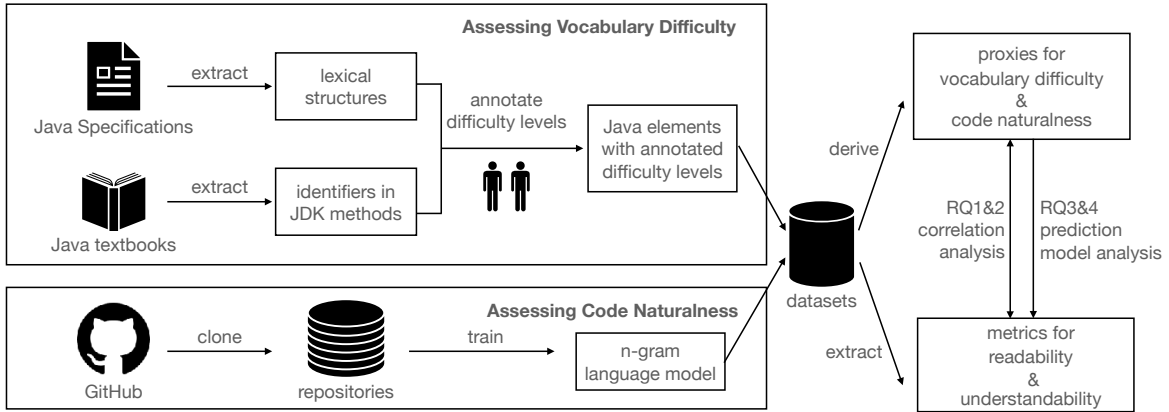 Assessing Vocabulary Difficulty
extract
Java Specifications
lexical
structures
extract
Java textbooks
identifiers in
JDK methods
annotate
difficulty levels
Java elements
with annotated
difficulty levels
Assessing Code Naturalness
GitHub
clone
repositories
train
n-gram
language model
datasets
derive
extract
proxies for
vocabulary difficulty
&
code naturalness
RQ1&2
correlation
analysis
RQ3&4
prediction
model analysis
metrics for
readability
&
understandability